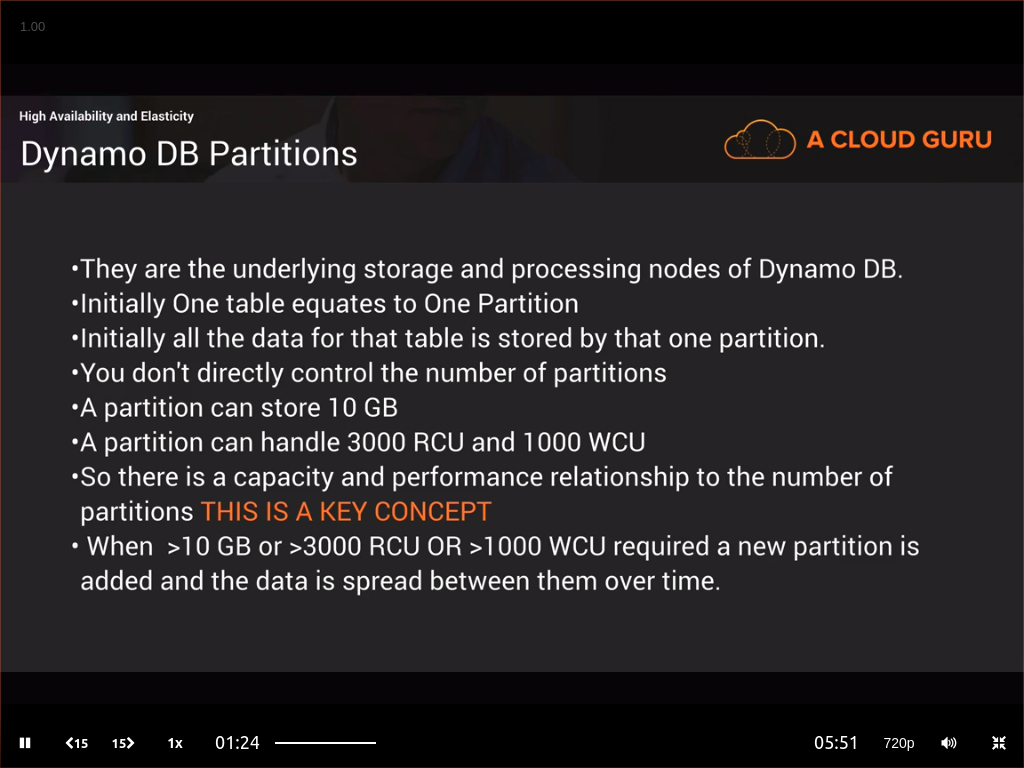 1.00
High Availability and Elasticity
Dynamo DB Partitions
A CLOUD GURU
•They are the underlying storage and processing nodes of Dynamo DB.
•Initially One table equates to One Partition
•Initially all the data for that table is stored by that one partition.
•You don't directly control the number of partitions
•A partition can store 10 GB
•A partition can handle 3000 RCU and 1000 WCU
•So there is a capacity and performance relationship to the number of
partitions THIS IS A KEY CONCEPT
• When  >10 GB or >3000 RCU OR >1000 WCU required a new partition is
added and the data is spread between them over time.
15 15 1x 01:24 05:51 720p